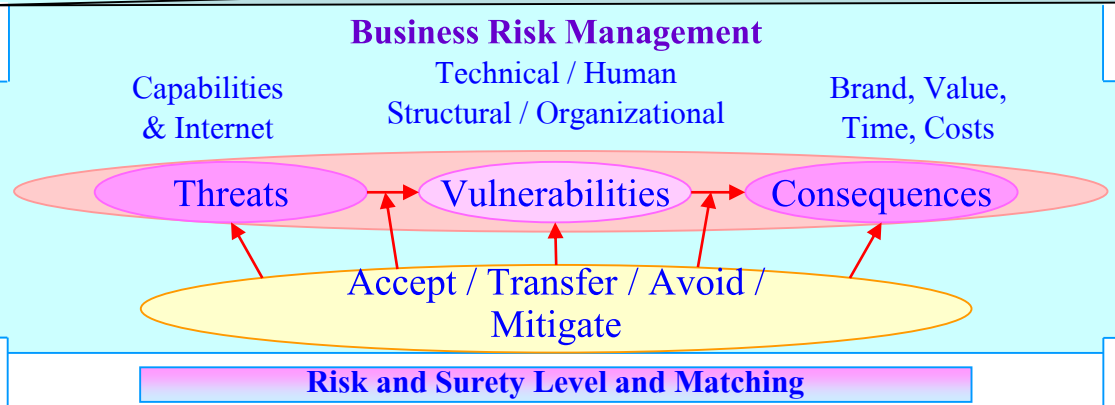 Business Risk Management
Capabilities
& Internet
Technical / Human
Structural / Organizational
Brand, Value,
Time, Costs
Threats
Vulnerabilities
Consequences
Accept / Transfer / Avoid /
Mitigate
Risk and Surety Level and Matching